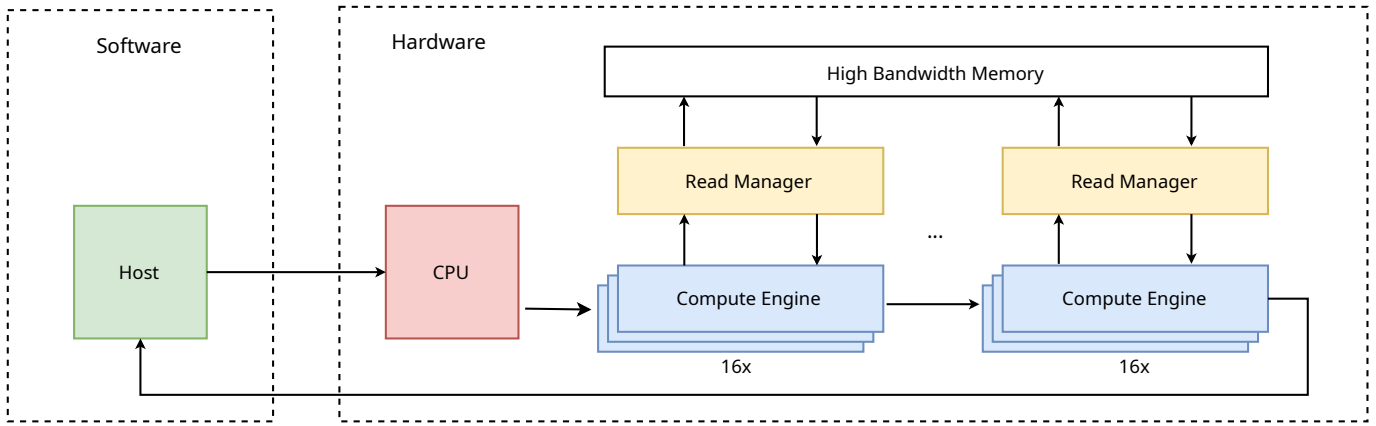 Software
Hardware
High Bandwidth Memory
Read Manager
Read Manager
...
Host
CPU
Compute Engine
Compute Engine
16x
16x